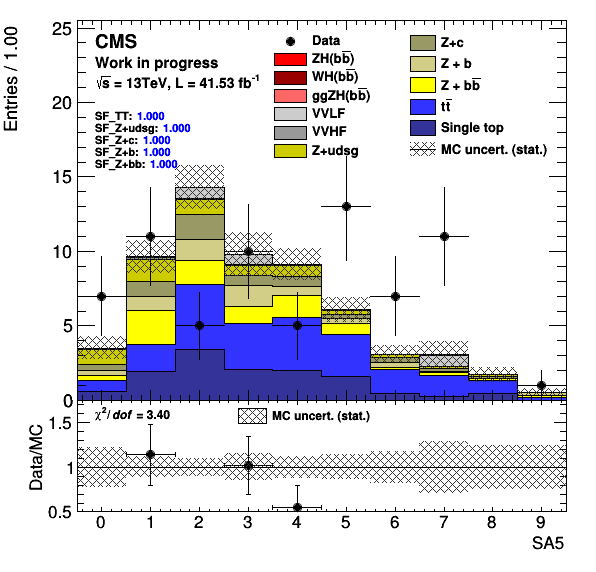 Entries / 1.00
25
20
15
10
5
0
CMS
Work in progress
√s = 13TeV, L = 41.53 fb⁻¹
SF_TT: 1.000
SF_Z+udsg: 1.000
SF_Z+c: 1.000
SF_Z+b: 1.000
SF_Z+bb: 1.000
Data
ZH(bb̅)
WH(bb̅)
ggZH(bb̅)
VVLF
VVHF
Z+udsg
Z+c
Z + b
Z + bb̅
tt̅
Single top
MC uncert. (stat.)
Data/MC
1.5
1
0.5
χ²/ dof = 3.40
MC uncert. (stat.)
0 1 2 3 4 5 6 7 8 9
SA5